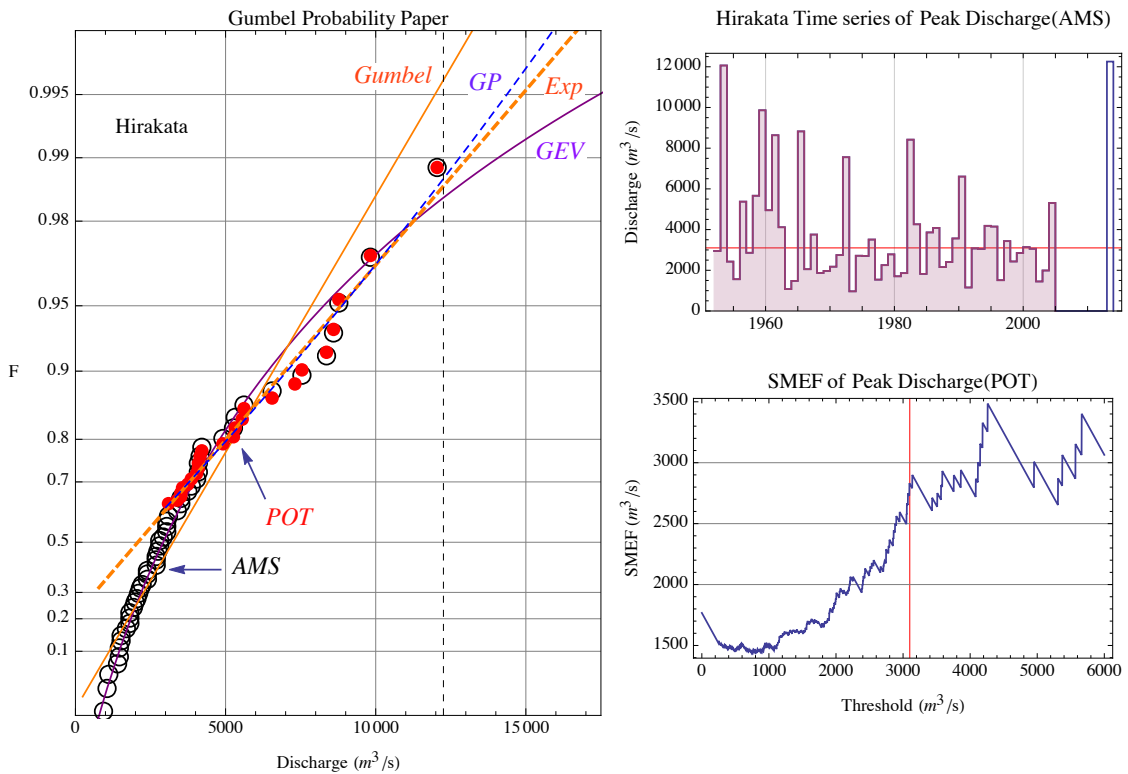 Gumbel Probability Paper
Gumbel
GP
Exp
0.995
Hirakata
GEV
0.99
0.98
0.95
F
0.9
0.8
0.7
POT
0.5
AMS
0.3
0.2
0.1
0 5000 10000 15000
Discharge (m³/s)
Hirakata Time series of Peak Discharge(AMS)
12000
10000
8000
6000
4000
2000
0
Discharge (m³/s)
1960 1980 2000
SMEF of Peak Discharge(POT)
3500
3000
2500
2000
1500
SMEF (m³/s)
0 1000 2000 3000 4000 5000 6000
Threshold (m³/s)